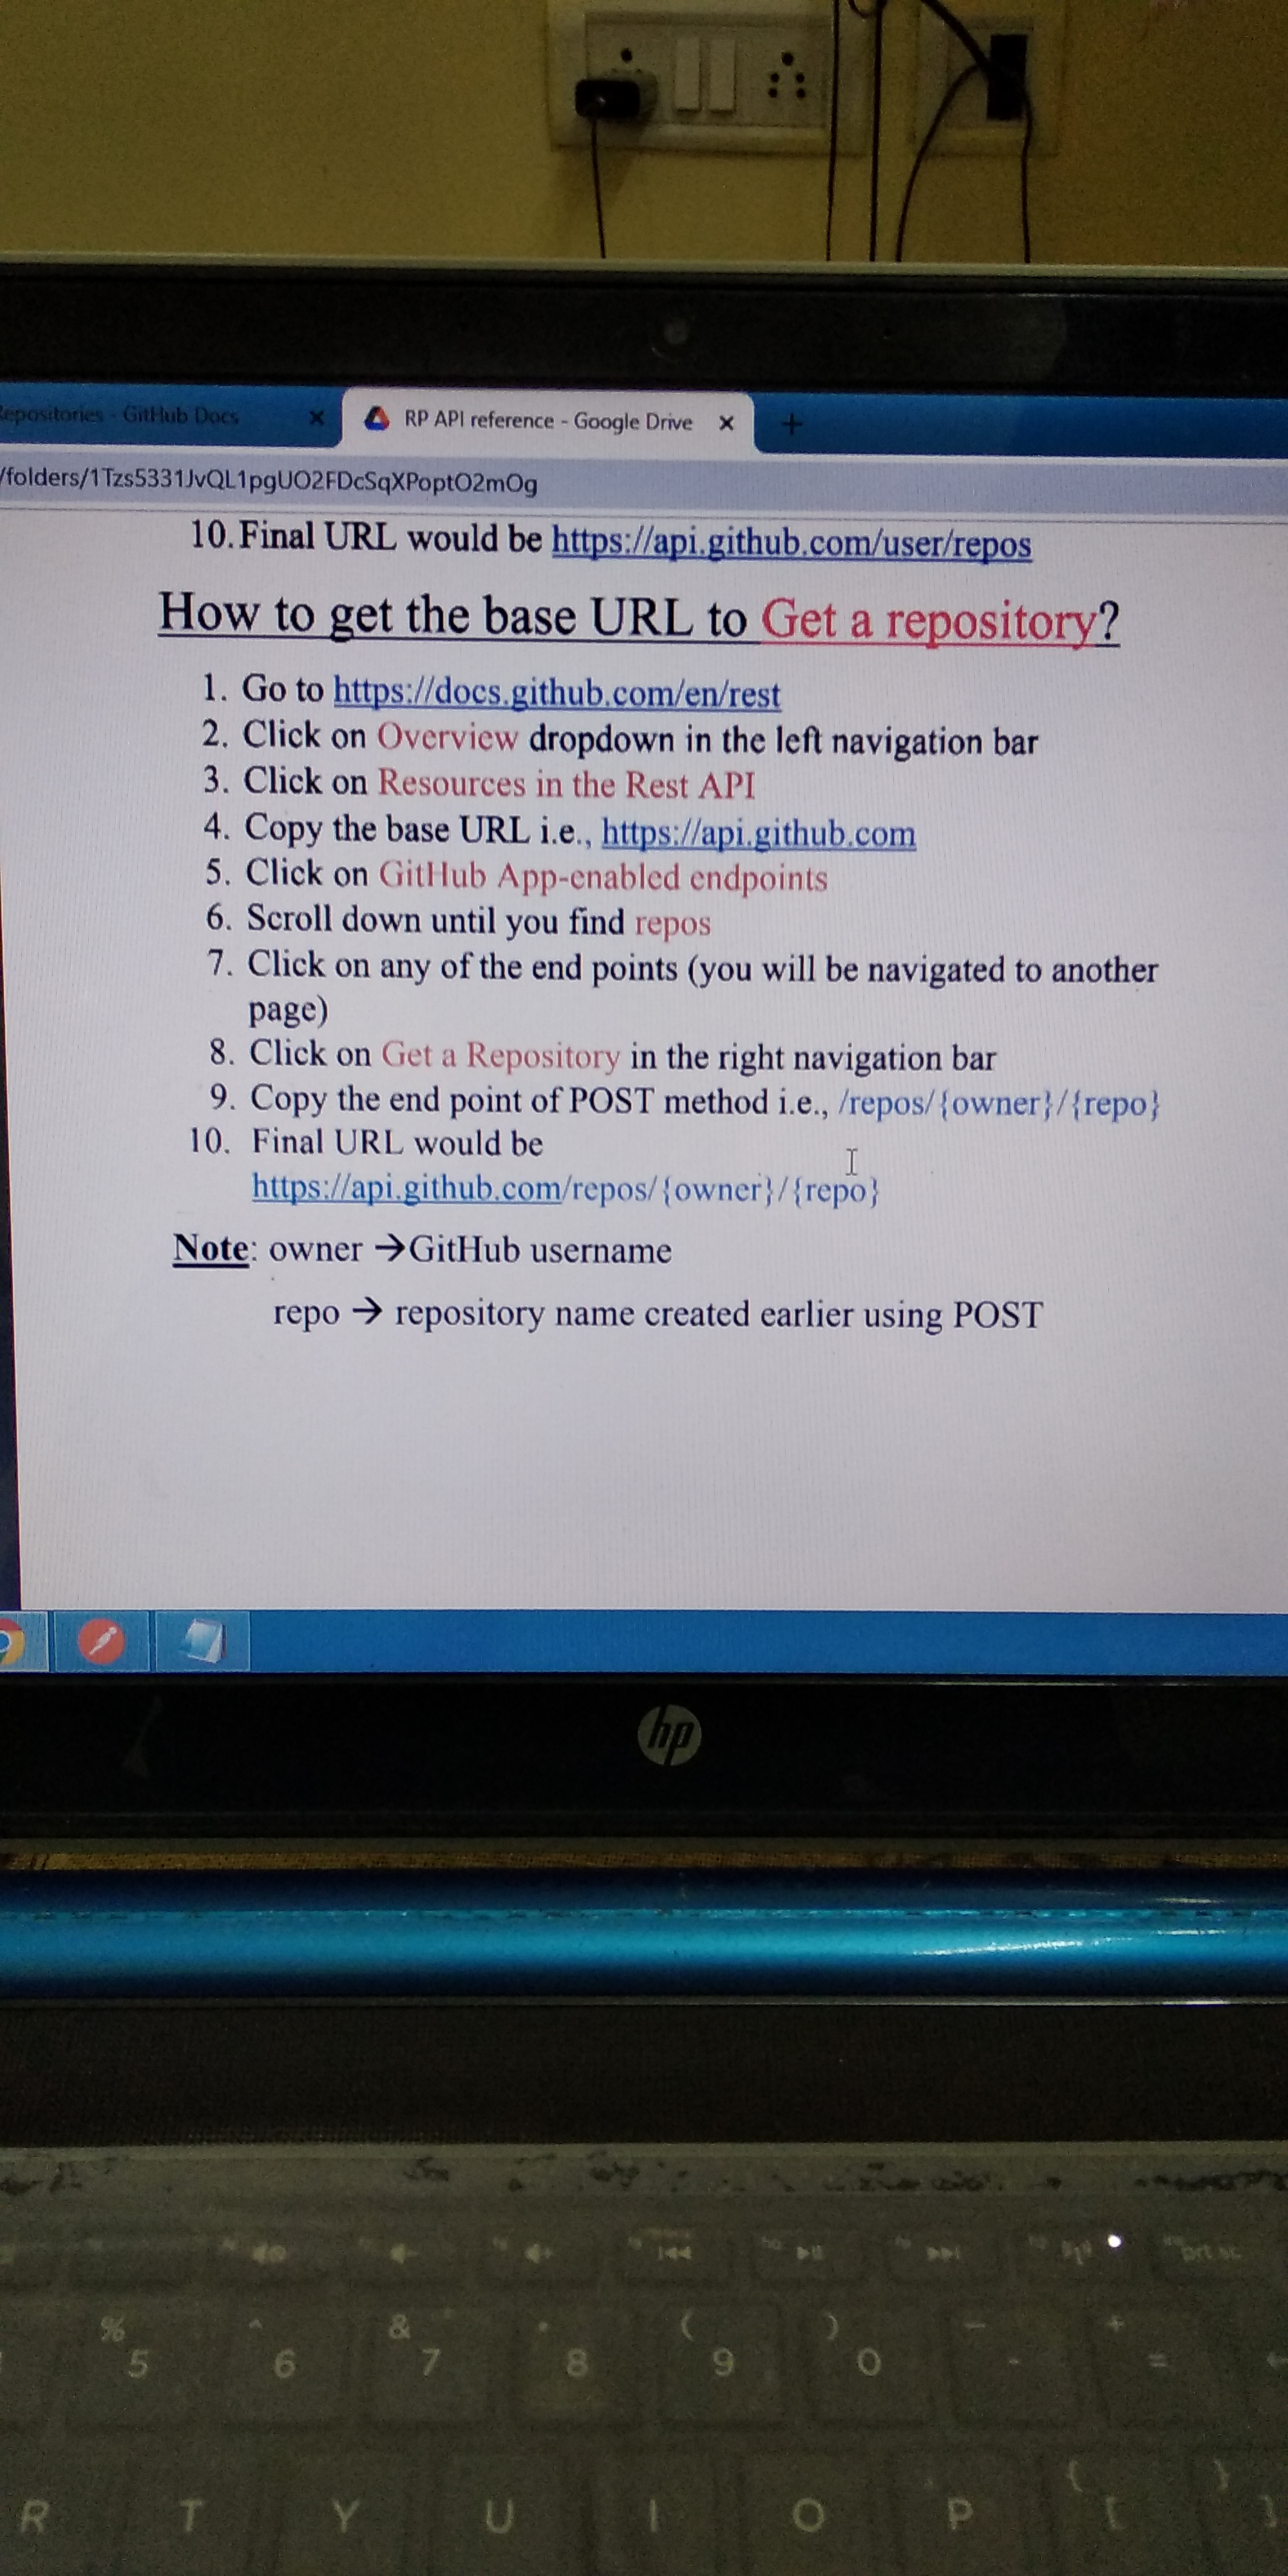 Repositories - GitHub Docs
RP API reference - Google Drive
/folders/1Tzs5331JvQL1pgUO2FDcSqXPoptO2mOg
10. Final URL would be https://api.github.com/user/repos
How to get the base URL to Get a repository?
1. Go to https://docs.github.com/en/rest
2. Click on Overview dropdown in the left navigation bar
3. Click on Resources in the Rest API
4. Copy the base URL i.e., https://api.github.com
5. Click on GitHub App-enabled endpoints
6. Scroll down until you find repos
7. Click on any of the end points (you will be navigated to another
page)
8. Click on Get a Repository in the right navigation bar
9. Copy the end point of POST method i.e., /repos/{owner}/{repo}
10. Final URL would be
https://api.github.com/repos/{owner}/{repo}
Note: owner →GitHub username
repo → repository name created earlier using POST
hp
prt sc
% ^ & * ( ) — +
5 6 7 8 9 0 - =
{ }
R T Y U I O P [ ]